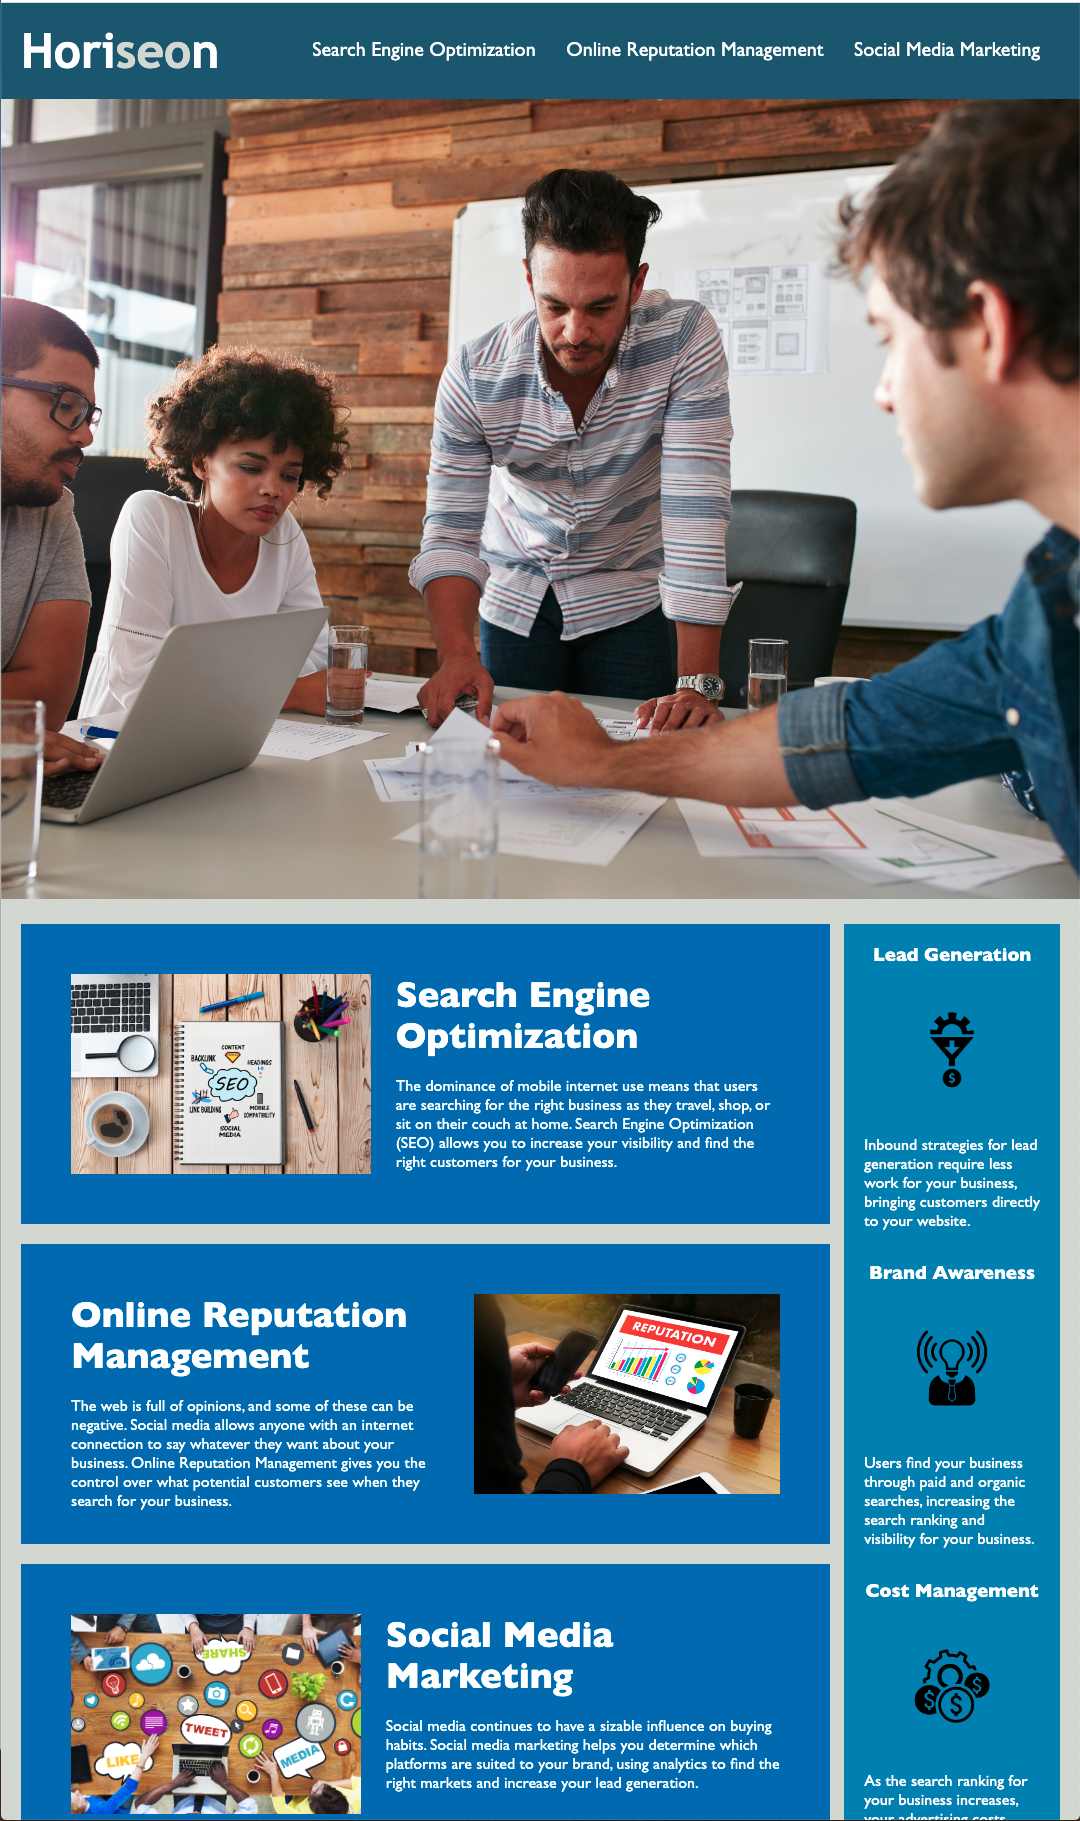 Horiseon
Search Engine Optimization
Online Reputation Management
Social Media Marketing
CONTENT
BACKLINK
HEADINGS
SEO
LINK BUILDING
MOBILE
COMPATIBILITY
SOCIAL
MEDIA
Search Engine
Optimization
The dominance of mobile internet use means that users
are searching for the right business as they travel, shop, or
sit on their couch at home. Search Engine Optimization
(SEO) allows you to increase your visibility and find the
right customers for your business.
Online Reputation
Management
The web is full of opinions, and some of these can be
negative. Social media allows anyone with an internet
connection to say whatever they want about your
business. Online Reputation Management gives you the
control over what potential customers see when they
search for your business.
REPUTATION
SHARE
TWEET
LIKE
MEDIA
Social Media
Marketing
Social media continues to have a sizable influence on buying
habits. Social media marketing helps you determine which
platforms are suited to your brand, using analytics to find the
right markets and increase your lead generation.
Lead Generation
$
Inbound strategies for lead
generation require less
work for your business,
bringing customers directly
to your website.
Brand Awareness
Users find your business
through paid and organic
searches, increasing the
search ranking and
visibility for your business.
Cost Management
$ $ $
As the search ranking for
your business increases,
your advertising costs